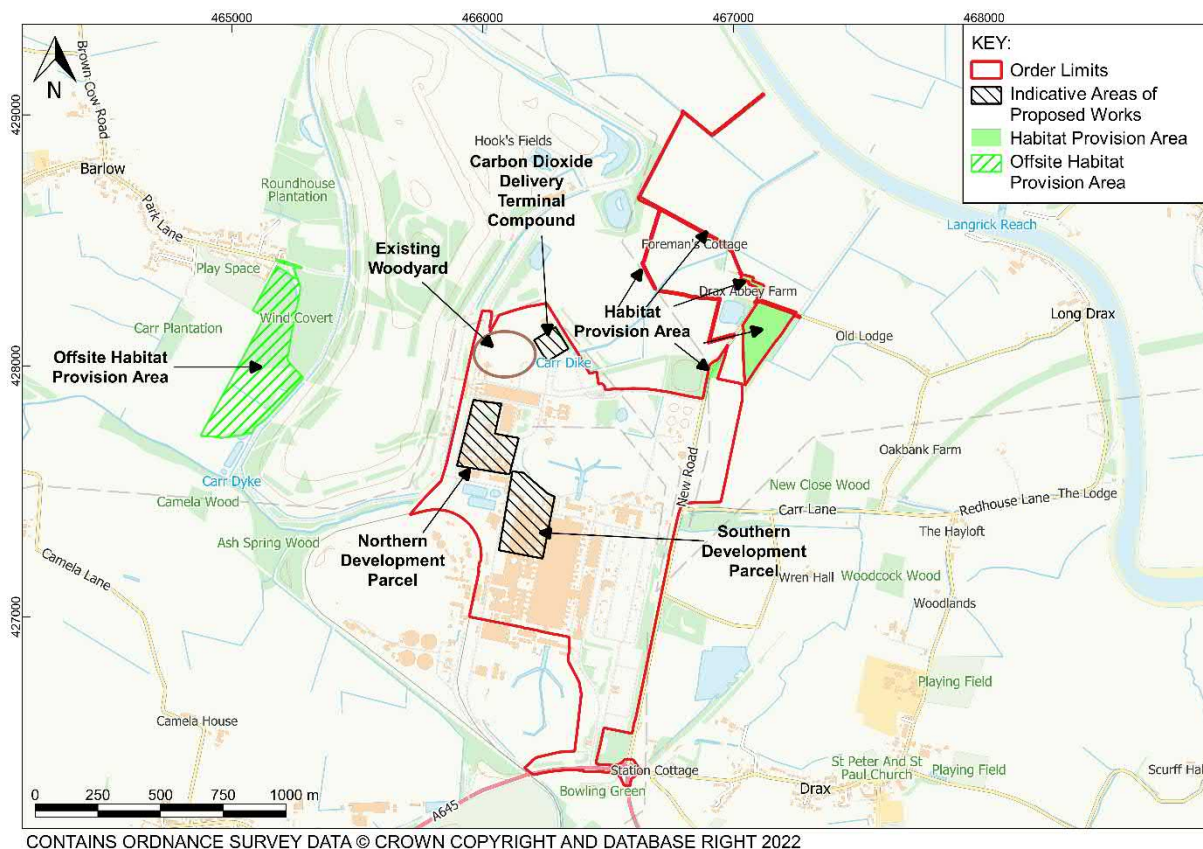 465000
466000
467000
468000
429000
428000
427000
N
KEY:
Order Limits
Indicative Areas of
Proposed Works
Habitat Provision Area
Offsite Habitat
Provision Area
Brown Cow Road
Barlow
Park Lane
Roundhouse
Plantation
Hook's Fields
Carbon Dioxide
Delivery
Terminal
Compound
Existing
Woodyard
Foreman's Cottage
Langrick Reach
Play Space
Wind Covert
Carr Plantation
Drax Abbey Farm
Habitat
Provision Area
Old Lodge
Long Drax
Offsite Habitat
Provision Area
Carr Dike
Oakbank Farm
New Road
Carr Dyke
Camela Wood
New Close Wood
Redhouse Lane
The Lodge
Carr Lane
The Hayloft
Ash Spring Wood
Northern
Development
Parcel
Southern
Development
Parcel
Camela Lane
Wren Hall
Woodcock Wood
Woodlands
Playing Field
Camela House
St Peter And St
Paul Church
Playing Field
Scurff Hal
Station Cottage
Drax
Bowling Green
A645
0 250 500 750 1000 m
CONTAINS ORDNANCE SURVEY DATA © CROWN COPYRIGHT AND DATABASE RIGHT 2022